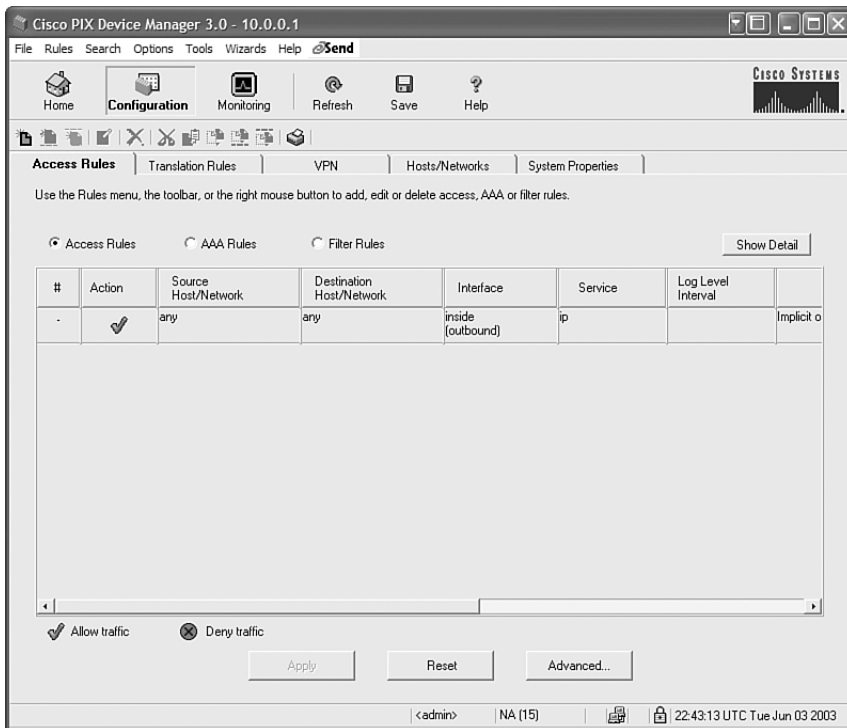 Cisco PIX Device Manager 3.0 - 10.0.0.1
File Rules Search Options Tools Wizards Help Send
Home Configuration Monitoring Refresh Save Help
CISCO SYSTEMS
Access Rules Translation Rules VPN Hosts/Networks System Properties
Use the Rules menu, the toolbar, or the right mouse button to add, edit or delete access, AAA or filter rules.
Access Rules AAA Rules Filter Rules Show Detail
# Action Source Host/Network Destination Host/Network Interface Service Log Level Interval
- any any inside (outbound) ip Implicit o
Allow traffic Deny traffic
Apply Reset Advanced...
<admin> NA (15) 22:43:13 UTC Tue Jun 03 2003